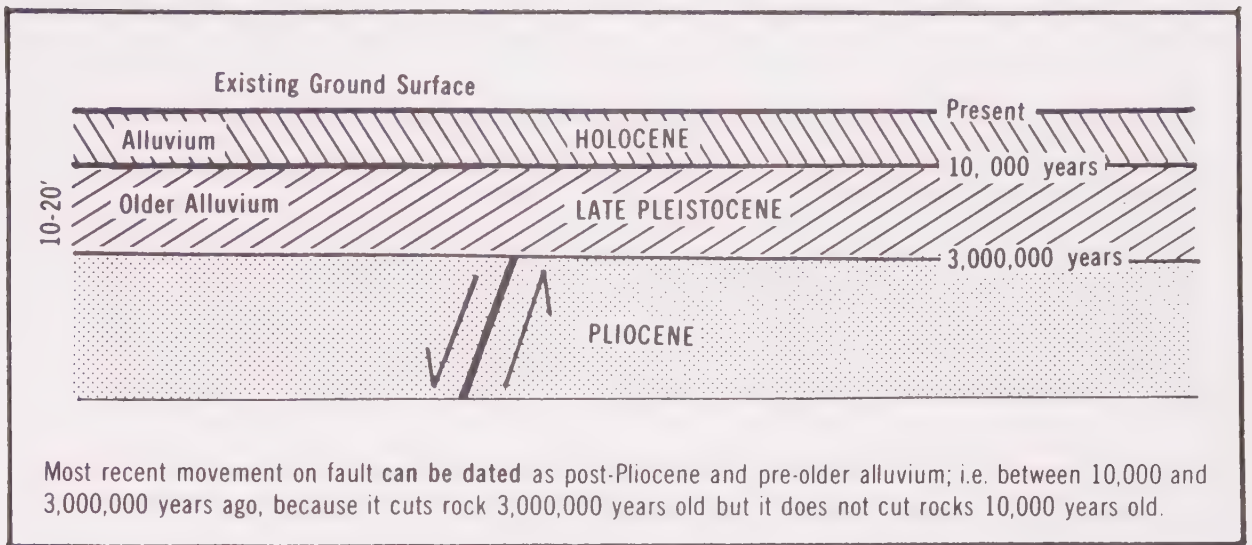 Existing Ground Surface
Present
Alluvium
HOLOCENE
10, 000 years
10-20'
Older Alluvium
LATE PLEISTOCENE
3,000,000 years
PLIOCENE
Most recent movement on fault can be dated as post-Pliocene and pre-older alluvium; i.e. between 10,000 and
3,000,000 years ago, because it cuts rock 3,000,000 years old but it does not cut rocks 10,000 years old.